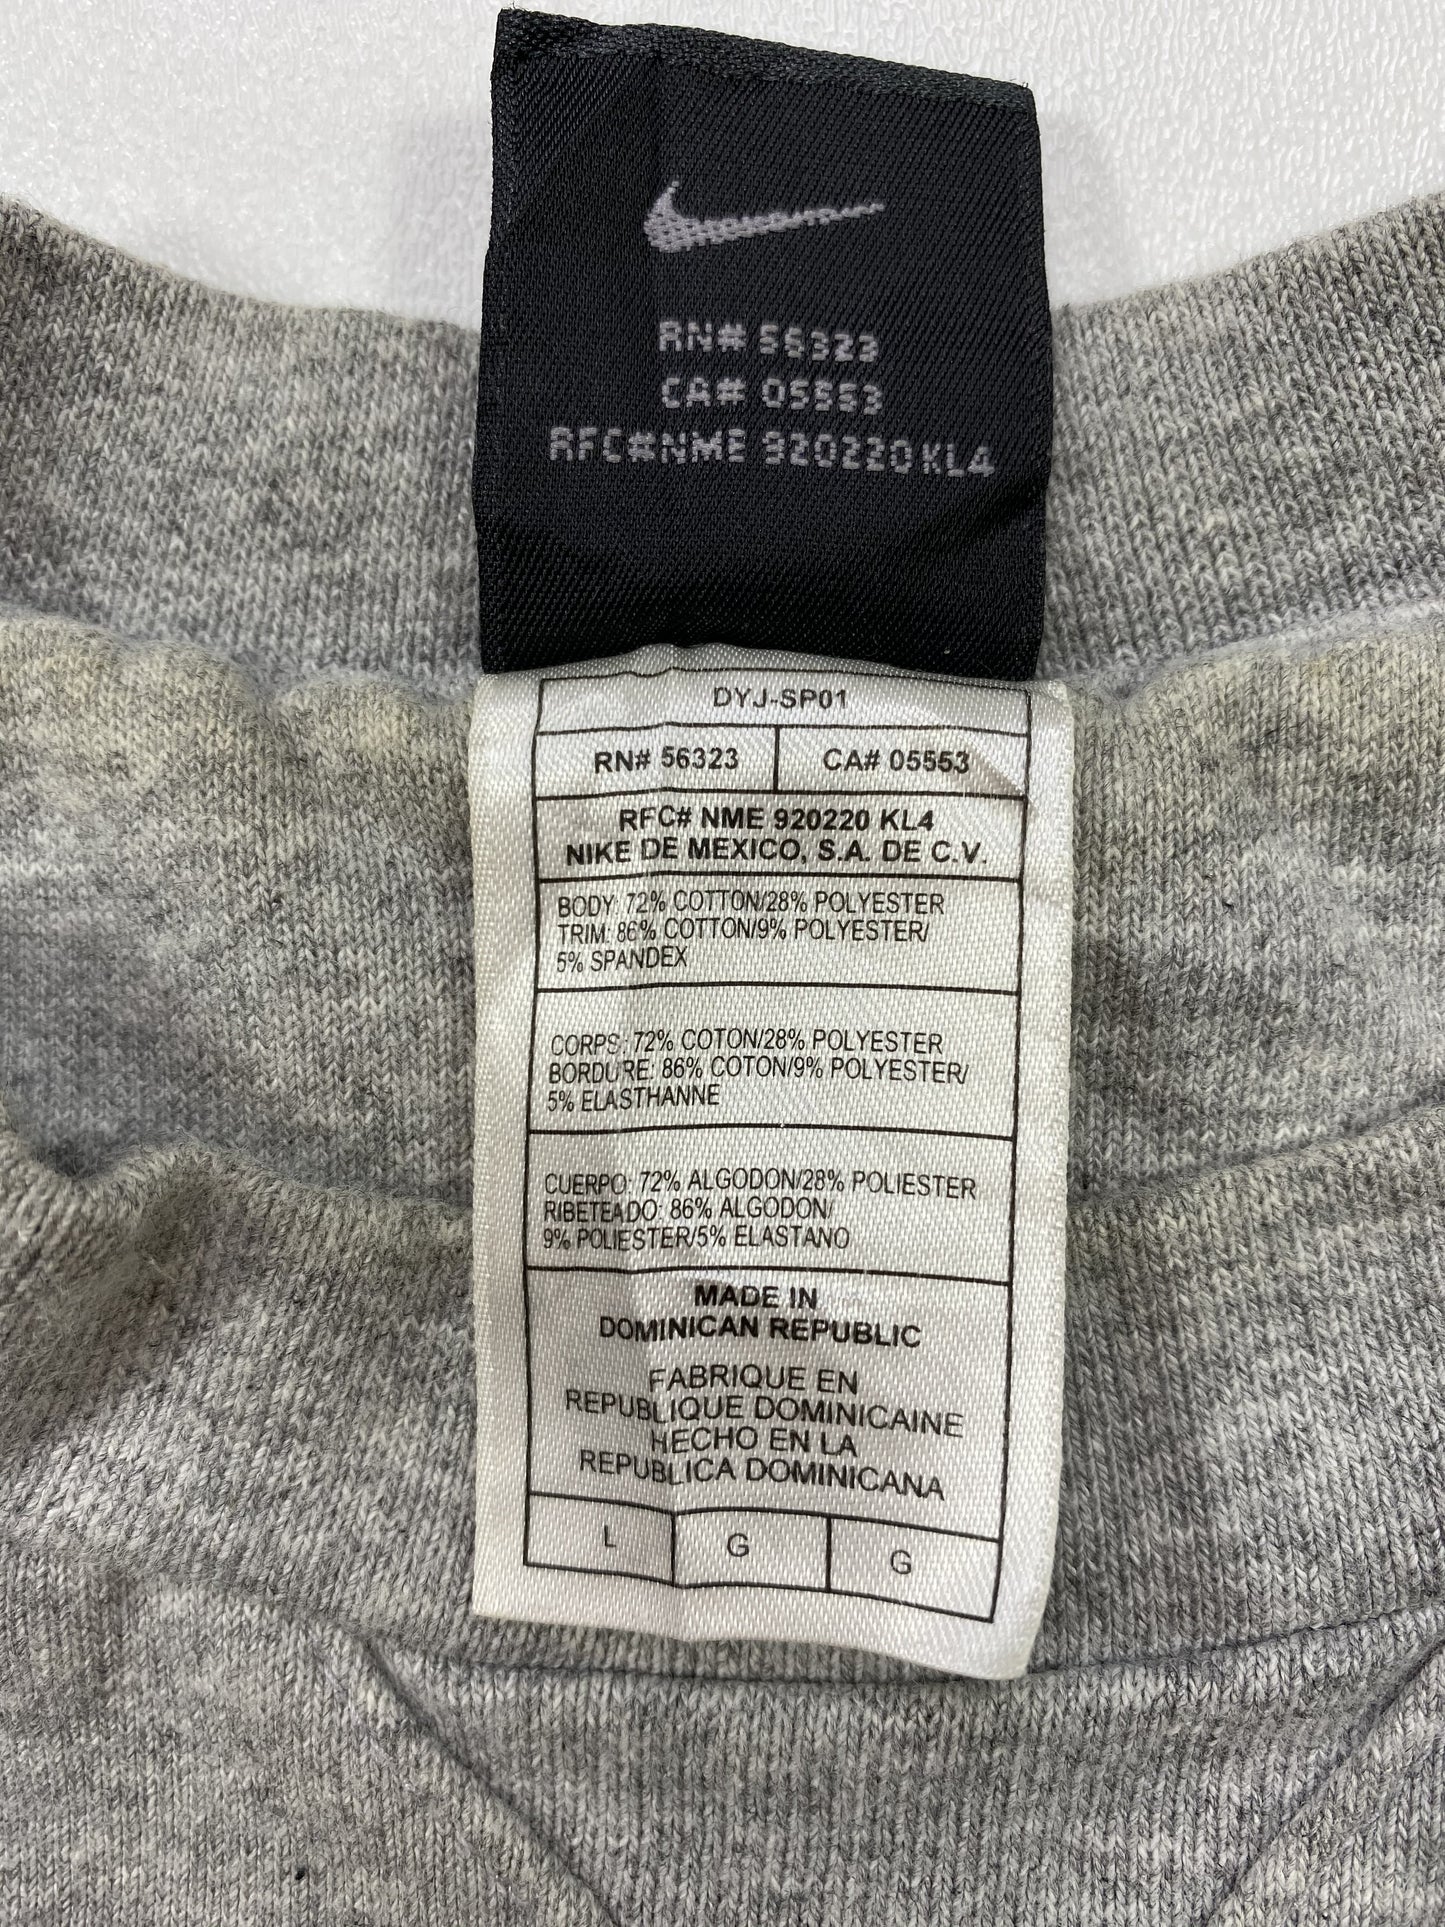 RN# 56323
CA# 05553
RFC#NME 920220 KL4
DYJ-SP01
RN# 56323 CA# 05553
RFC# NME 920220 KL4
NIKE DE MEXICO, S.A. DE C.V.
BODY: 72% COTTON/28% POLYESTER
TRIM: 86% COTTON/9% POLYESTER/
5% SPANDEX
CORPS: 72% COTON/28% POLYESTER
BORDURE: 86% COTON/9% POLYESTER/
5% ELASTHANNE
CUERPO: 72% ALGODON/28% POLIESTER
RIBETEADO: 86% ALGODON/
9% POLIESTER/5% ELASTANO
MADE IN
DOMINICAN REPUBLIC
FABRIQUE EN
REPUBLIQUE DOMINICAINE
HECHO EN LA
REPUBLICA DOMINICANA
L G G